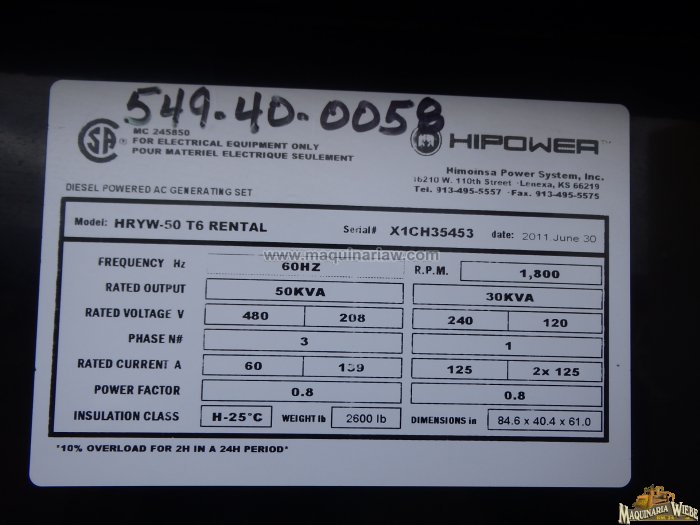 549-40-0058
MC 245850
FOR ELECTRICAL EQUIPMENT ONLY
POUR MATERIEL ELECTRIQUE SEULEMENT
HIPOWER™
Himoinsa Power System, Inc.
16210 W. 110th Street · Lenexa, KS 66219
Tel. 913-495-5557 · Fax. 913-495-5575
DIESEL POWERED AC GENERATING SET
Model: HRYW-50 T6 RENTAL Serial# X1CH35453 date: 2011 June 30
www.maquinariaw.com
FREQUENCY Hz 60HZ R.P.M. 1,800
RATED OUTPUT 50KVA 30KVA
RATED VOLTAGE V 480 208 240 120
PHASE N# 3 1
RATED CURRENT A 60 139 125 2x 125
POWER FACTOR 0.8 0.8
INSULATION CLASS H-25°C WEIGHT lb 2600 lb DIMENSIONS in 84.6 x 40.4 x 61.0
*10% OVERLOAD FOR 2H IN A 24H PERIOD*
MAQUINARIA WIEBE